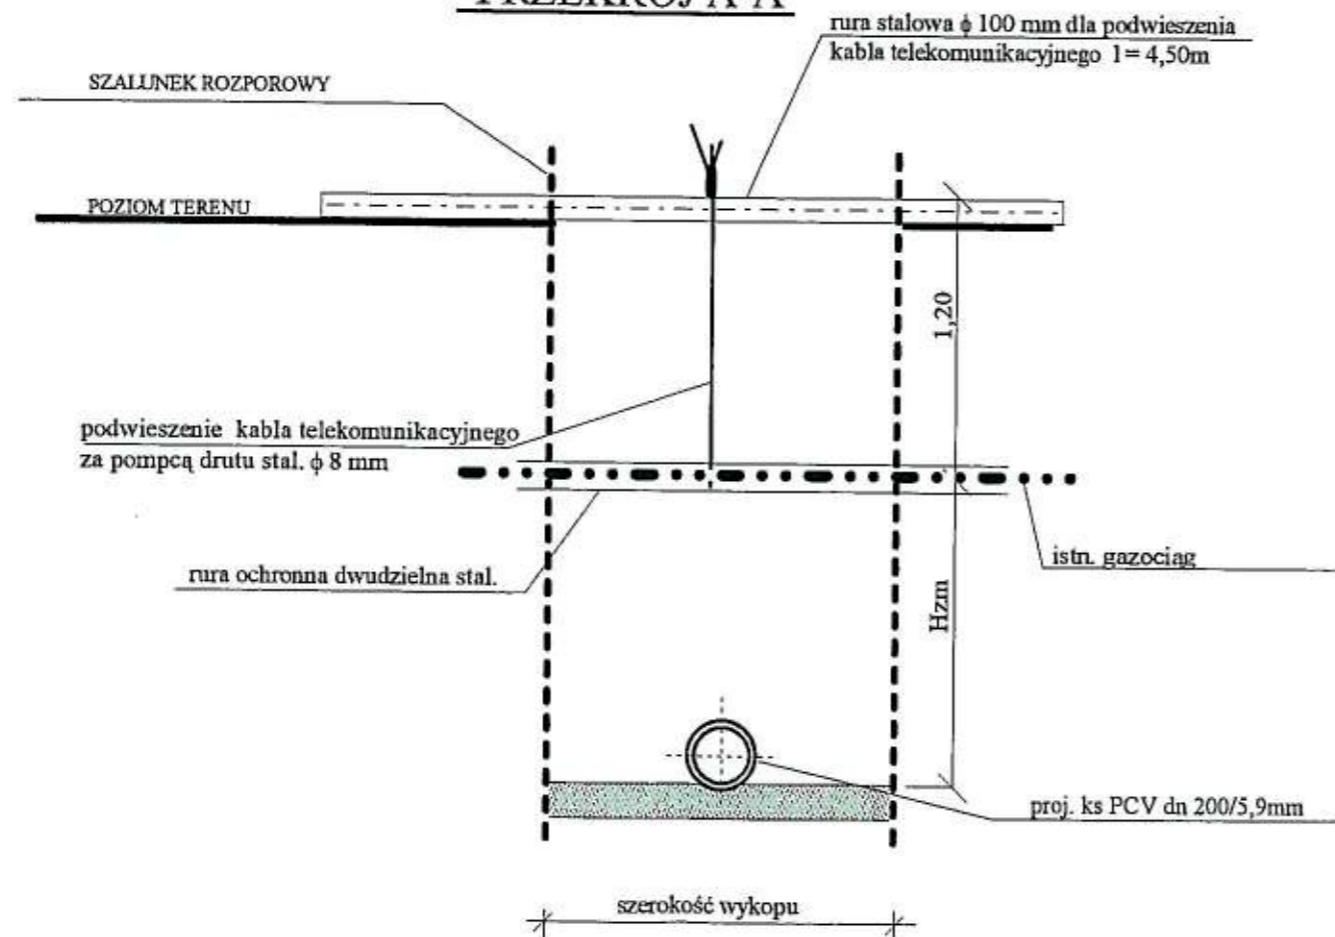 PRZEKRÓJ A-A
rura stalowa ϕ 100 mm dla podwieszenia
kabla telekomunikacyjnego l= 4,50m
SZALUNEK ROZPOROWY
POZIOM TERENU
1,20
podwieszenie kabla telekomunikacyjnego
za pompcą drutu stal. ϕ 8 mm
rura ochronna dwudzielna stal.
istn. gazociąg
Hzm
proj. ks PCV dn 200/5,9mm
szerokość wykopu